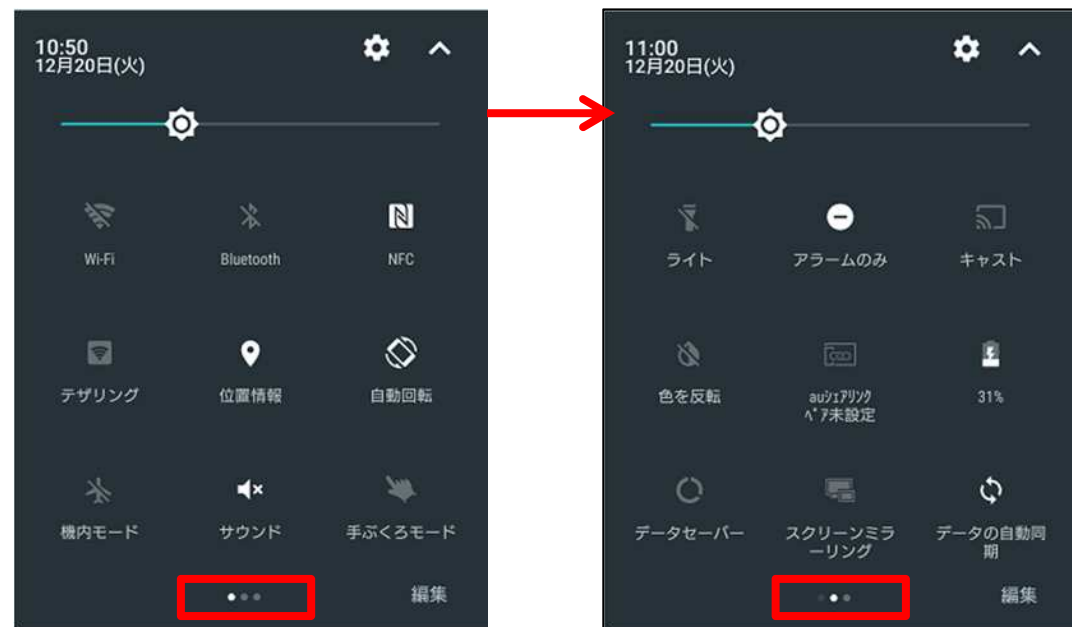 10:50
12月20日(火)
Wi-Fi
Bluetooth
NFC
テザリング
位置情報
自動回転
機内モード
サウンド
手ぶくろモード
編集
11:00
12月20日(火)
ライト
アラームのみ
キャスト
色を反転
auｼｪｱﾘﾝｸ
ﾍﾟｱ未設定
31%
データセーバー
スクリーンミラ
ーリング
データの自動同
期
編集